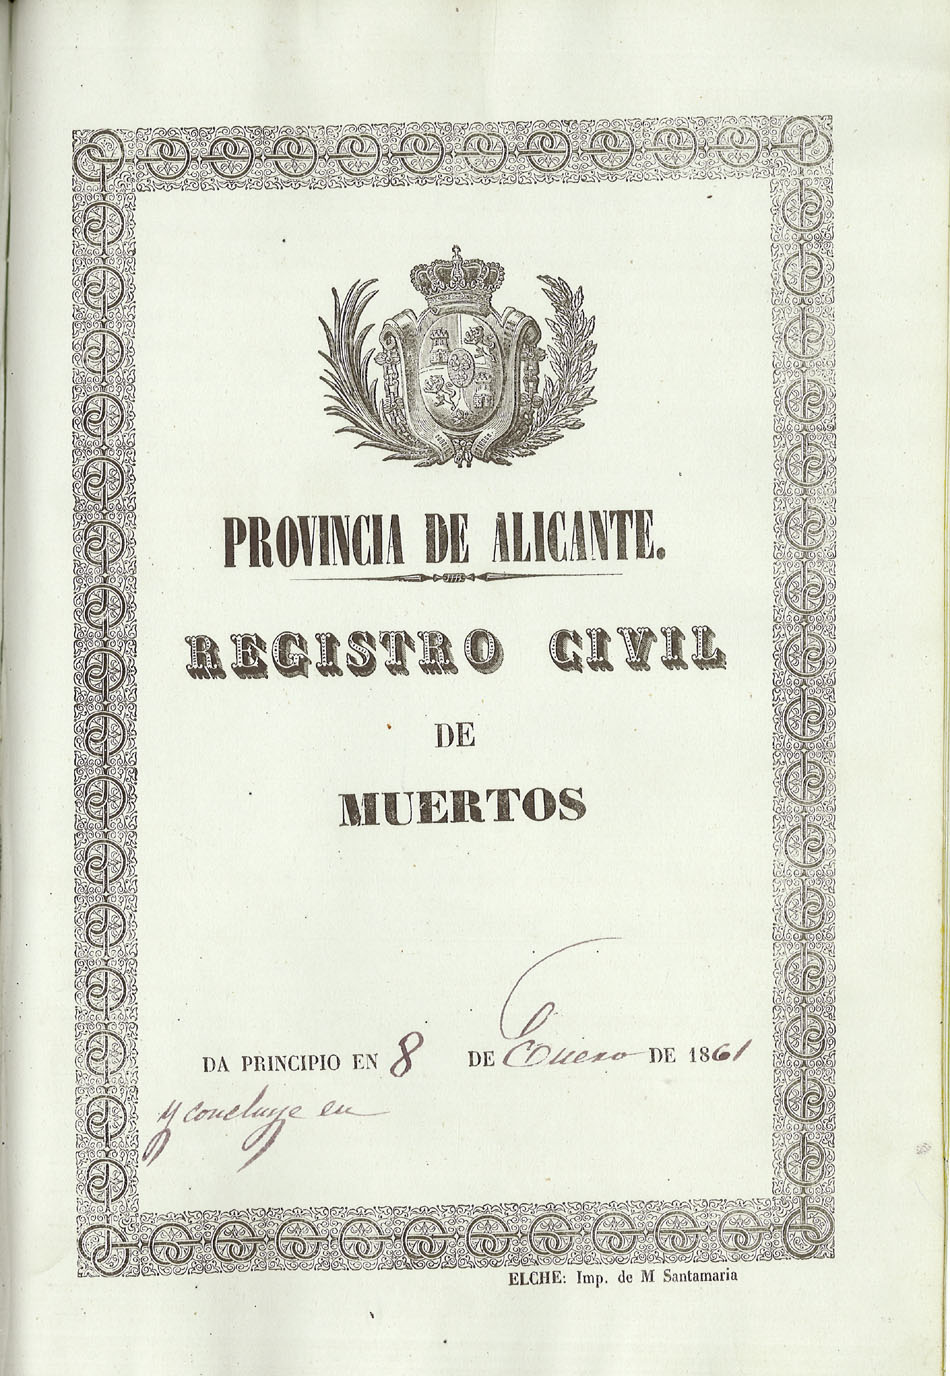 PROVINCIA DE ALICANTE.
REGISTRO CIVIL
DE
MUERTOS
DA PRINCIPIO EN 8 DE Enero DE 1861
y concluye en
ELCHE: Imp. de M Santamaria